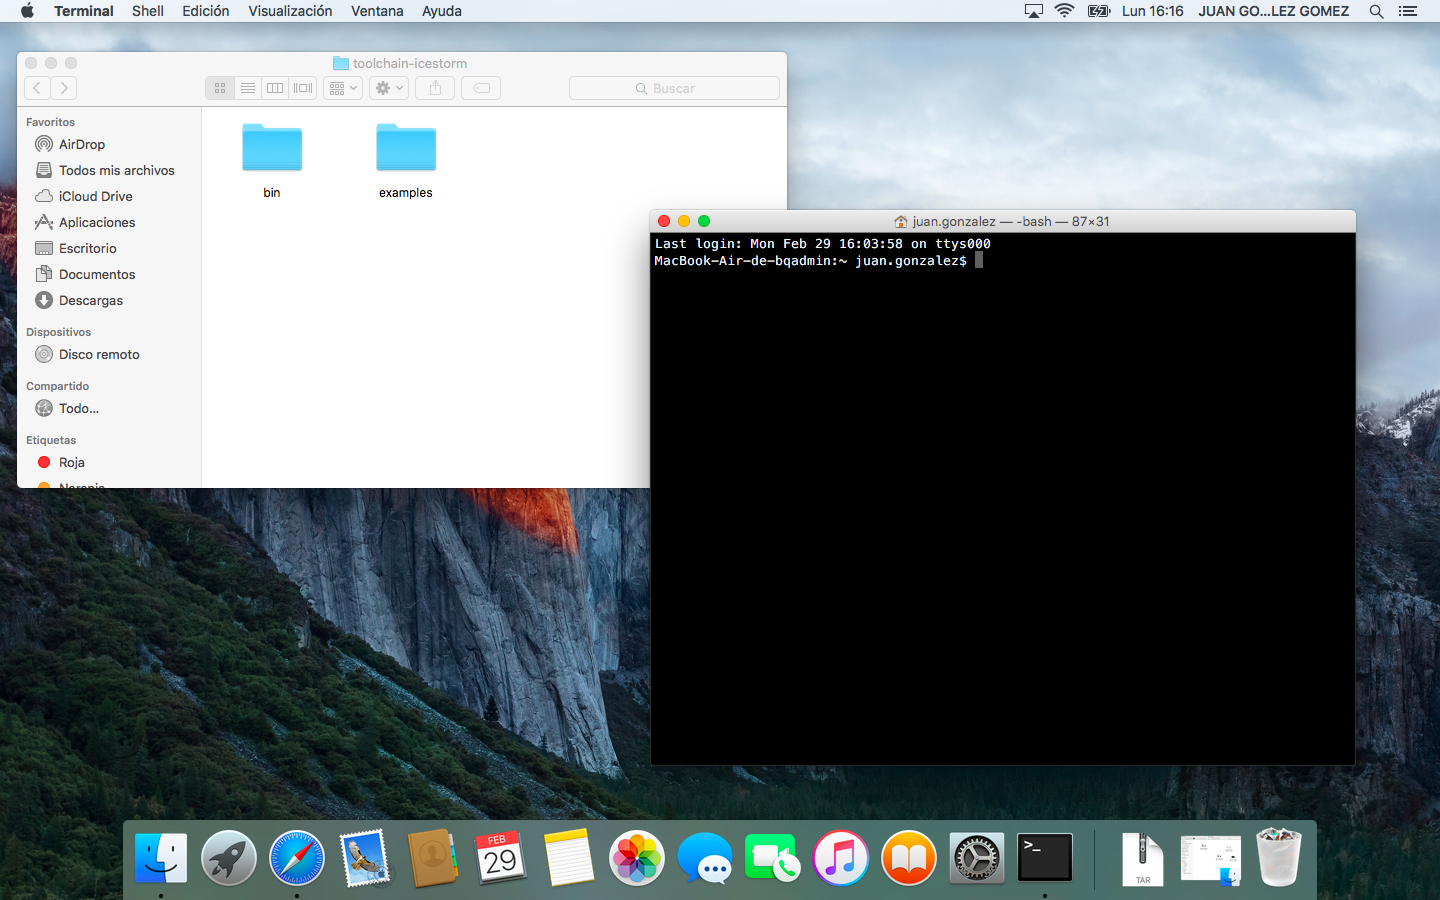 Terminal Shell Edición Visualización Ventana Ayuda Lun 16:16 JUAN GO...LEZ GOMEZ
toolchain-icestorm
Buscar
Favoritos
AirDrop
Todos mis archivos
iCloud Drive
Aplicaciones
Escritorio
Documentos
Descargas
Dispositivos
Disco remoto
Compartido
Todo...
Etiquetas
Roja
Naranja
bin
examples
juan.gonzalez — -bash — 87×31
Last login: Mon Feb 29 16:03:58 on ttys000
MacBook-Air-de-bqadmin:~ juan.gonzalez$
FEB
29
>_
TAR